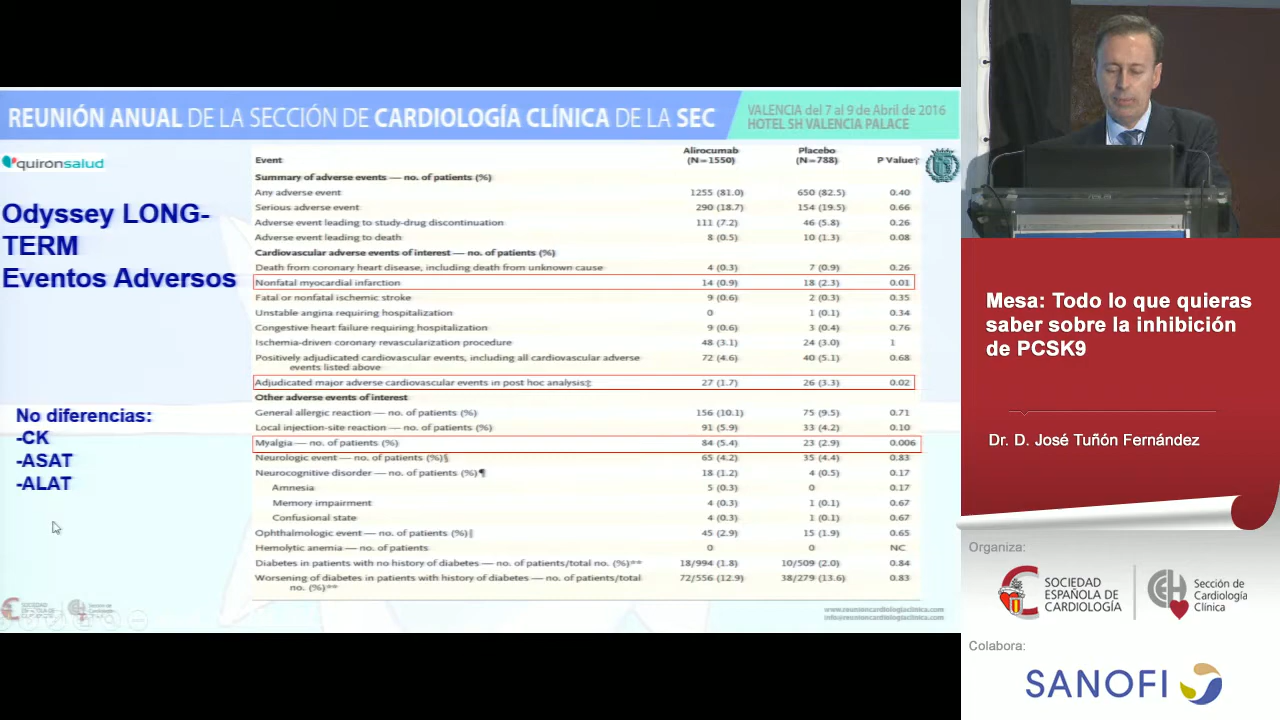 REUNIÓN ANUAL DE LA SECCIÓN DE CARDIOLOGÍA CLÍNICA DE LA SEC
VALENCIA del 7 al 9 de Abril de 2016
HOTEL SH VALENCIA PALACE
quirónsalud
Odyssey LONG-
TERM
Eventos Adversos
No diferencias:
-CK
-ASAT
-ALAT
Event Alirocumab (N=1550) Placebo (N=788) P Value†
Summary of adverse events — no. of patients (%)
Any adverse event 1255 (81.0) 650 (82.5) 0.40
Serious adverse event 290 (18.7) 154 (19.5) 0.66
Adverse event leading to study-drug discontinuation 111 (7.2) 46 (5.8) 0.26
Adverse event leading to death 8 (0.5) 10 (1.3) 0.08
Cardiovascular adverse events of interest — no. of patients (%)
Death from coronary heart disease, including death from unknown cause 4 (0.3) 7 (0.9) 0.26
Nonfatal myocardial infarction 14 (0.9) 18 (2.3) 0.01
Fatal or nonfatal ischemic stroke 9 (0.6) 2 (0.3) 0.35
Unstable angina requiring hospitalization 0 1 (0.1) 0.34
Congestive heart failure requiring hospitalization 9 (0.6) 3 (0.4) 0.76
Ischemia-driven coronary revascularization procedure 48 (3.1) 24 (3.0) 1
Positively adjudicated cardiovascular events, including all cardiovascular adverse 72 (4.6) 40 (5.1) 0.68
events listed above
Adjudicated major adverse cardiovascular events in post hoc analysis‡ 27 (1.7) 26 (3.3) 0.02
Other adverse events of interest
General allergic reaction — no. of patients (%) 156 (10.1) 75 (9.5) 0.71
Local injection-site reaction — no. of patients (%) 91 (5.9) 33 (4.2) 0.10
Myalgia — no. of patients (%) 84 (5.4) 23 (2.9) 0.006
Neurologic event — no. of patients (%)§ 65 (4.2) 35 (4.4) 0.83
Neurocognitive disorder — no. of patients (%)¶ 18 (1.2) 4 (0.5) 0.17
Amnesia 5 (0.3) 0 0.17
Memory impairment 4 (0.3) 1 (0.1) 0.67
Confusional state 4 (0.3) 1 (0.1) 0.67
Ophthalmologic event — no. of patients (%)‖ 45 (2.9) 15 (1.9) 0.65
Hemolytic anemia — no. of patients 0 0 NC
Diabetes in patients with no history of diabetes — no. of patients/total no. (%)** 18/994 (1.8) 10/509 (2.0) 0.84
Worsening of diabetes in patients with history of diabetes — no. of patients/total 72/556 (12.9) 38/279 (13.6) 0.83
no. (%)**
www.reunioncardiologiaclinica.com
info@reunioncardiologiaclinica.com
Mesa: Todo lo que quieras
saber sobre la inhibición
de PCSK9
Dr. D. José Tuñón Fernández
Organiza:
SOCIEDAD
ESPAÑOLA DE
CARDIOLOGÍA
Sección de
Cardiología
Clínica
Colabora:
SANOFI